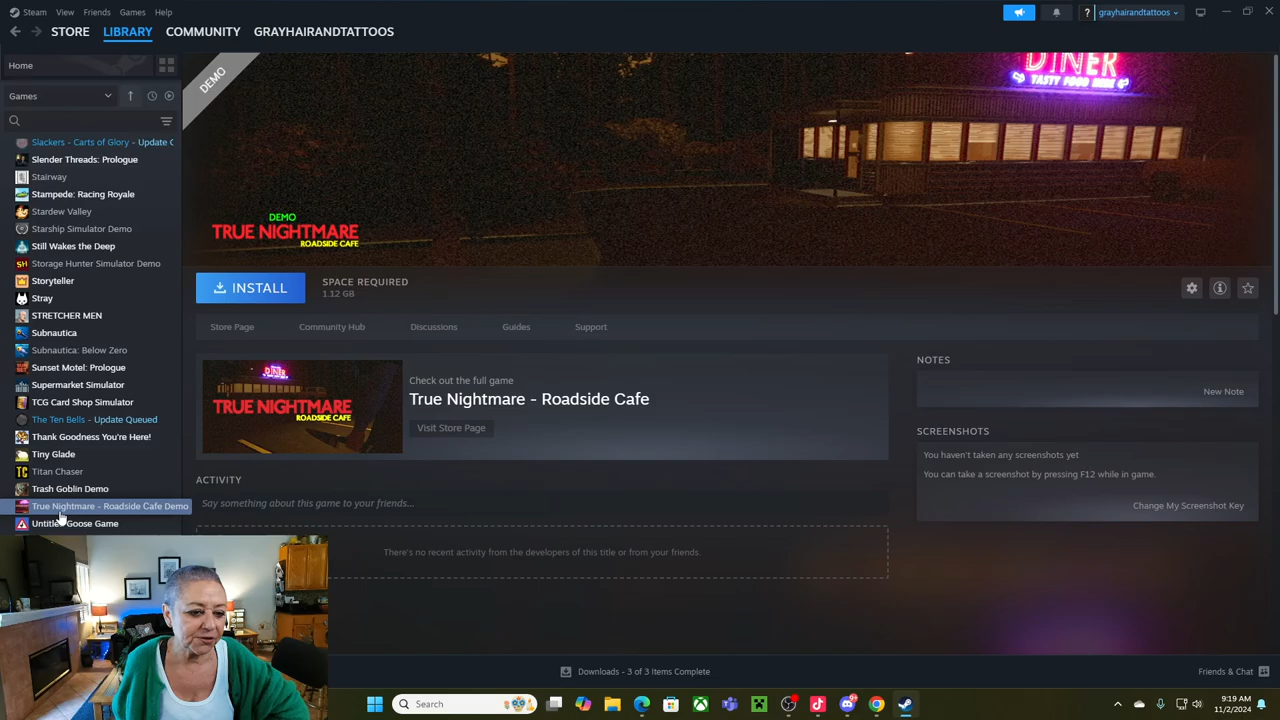 Steam View Friends Games Help
? grayhairandtattoos
STORE LIBRARY COMMUNITY GRAYHAIRANDTATTOOS
Home
Games
Slackers - Carts of Glory - Update Q
Slender Threads: Prologue
Stairway
Stampede: Racing Royale
Stardew Valley
Starship Simulator Demo
Still Wakes the Deep
SH Storage Hunter Simulator Demo
Storyteller
Stray
STRETCHER MEN
Subnautica
Subnautica: Below Zero
Sunset Motel: Prologue
Supermarket Simulator
TCG Card Shop Simulator
The Ten Bells - Update Queued
Thank Goodness You're Here!
Tiny Glade
TC Titan Chaser
Trash Goblin Demo
True Nightmare - Roadside Cafe Demo
Untitled Goose Game
DEMO
DINER
TASTY FOOD HERE
DEMO
TRUE NIGHTMARE
ROADSIDE CAFE
INSTALL
SPACE REQUIRED
1.12 GB
Store Page Community Hub Discussions Guides Support
DINER
TRUE NIGHTMARE
ROADSIDE CAFE
Check out the full game
True Nightmare - Roadside Cafe
Visit Store Page
ACTIVITY
Say something about this game to your friends...
There's no recent activity from the developers of this title or from your friends.
NOTES
New Note
SCREENSHOTS
You haven't taken any screenshots yet
You can take a screenshot by pressing F12 while in game.
Change My Screenshot Key
Downloads - 3 of 3 Items Complete
Friends & Chat
Search
9+
9:19 AM
11/2/2024